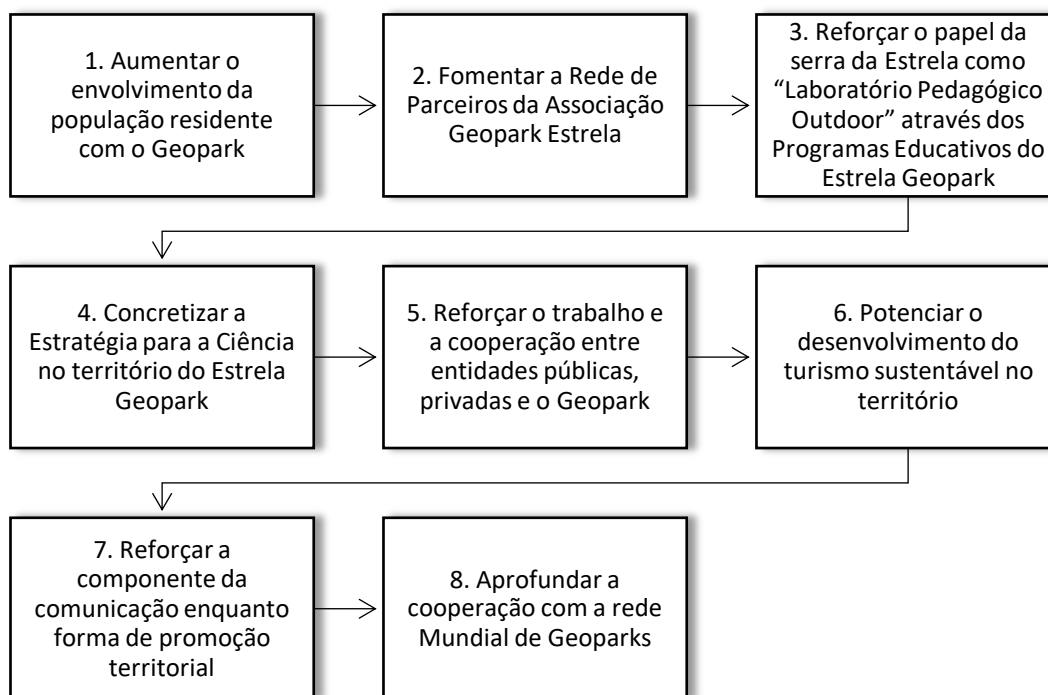 1. Aumentar o
envolvimento da
população residente
com o Geopark
2. Fomentar a Rede de
Parceiros da Associação
Geopark Estrela
3. Reforçar o papel da
serra da Estrela como
“Laboratório Pedagógico
Outdoor” através dos
Programas Educativos do
Estrela Geopark
4. Concretizar a
Estratégia para a Ciência
no território do Estrela
Geopark
5. Reforçar o trabalho e
a cooperação entre
entidades públicas,
privadas e o Geopark
6. Potenciar o
desenvolvimento do
turismo sustentável no
território
7. Reforçar a
componente da
comunicação enquanto
forma de promoção
territorial
8. Aprofundar a
cooperação com a rede
Mundial de Geoparks